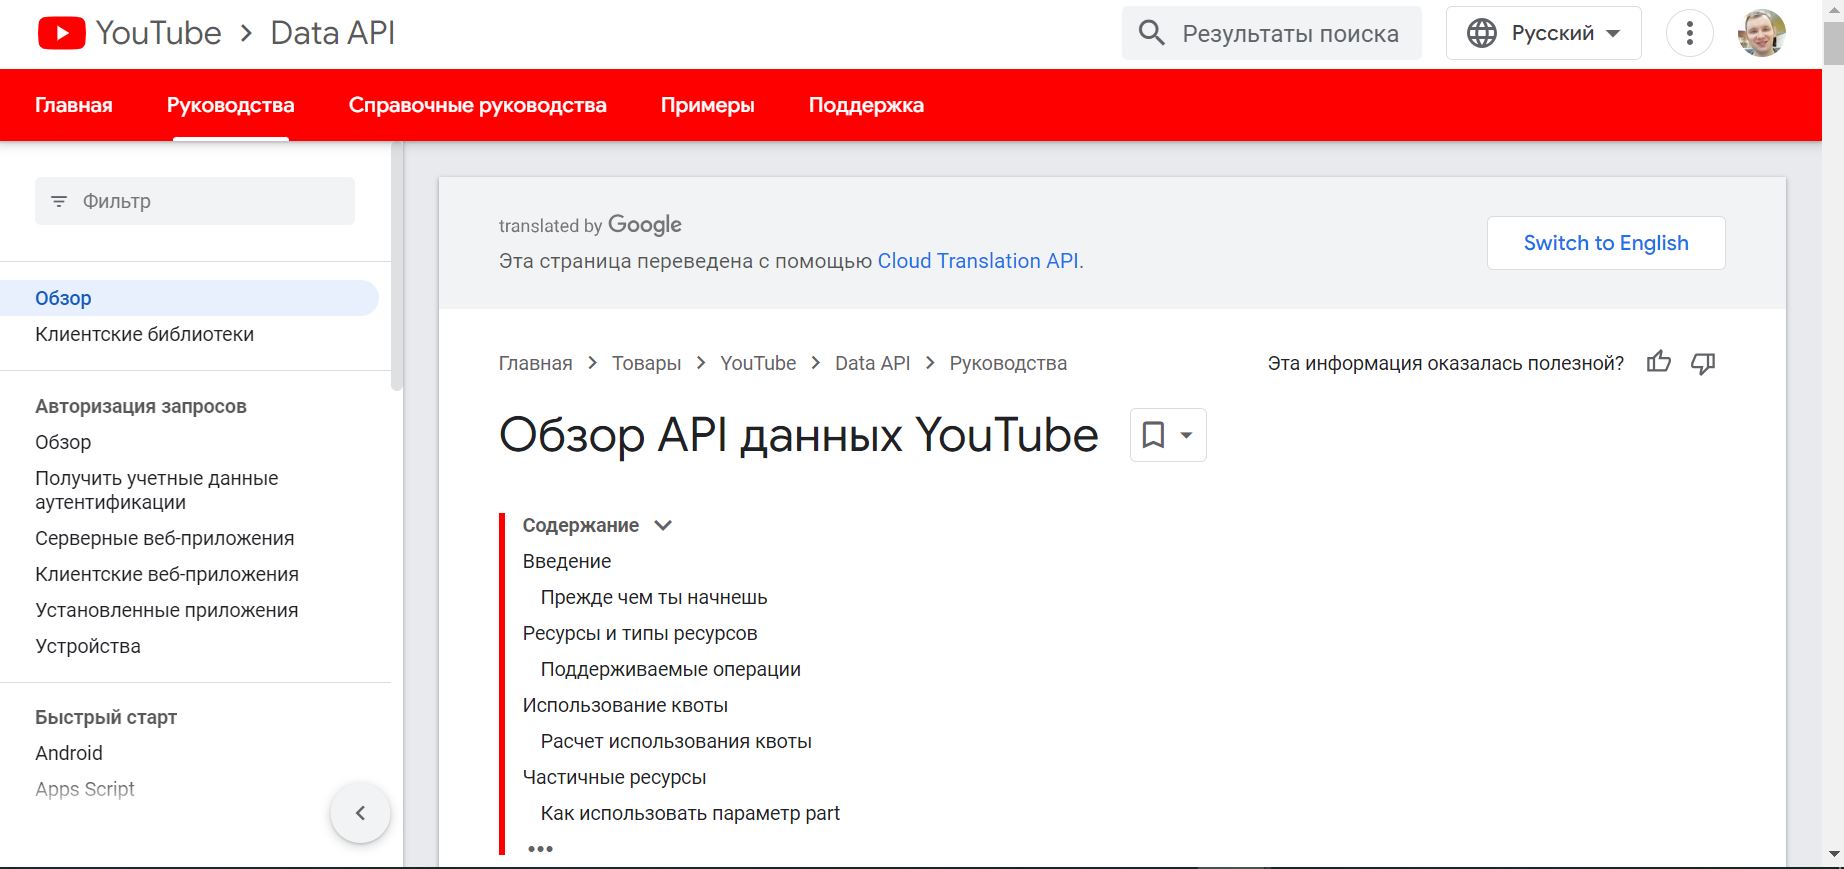 YouTube > Data API
Результаты поиска
Русский
Главная Руководства Справочные руководства Примеры Поддержка
Фильтр
Обзор
Клиентские библиотеки
Авторизация запросов
Обзор
Получить учетные данные
аутентификации
Серверные веб-приложения
Клиентские веб-приложения
Установленные приложения
Устройства
Быстрый старт
Android
Apps Script
translated by Google
Эта страница переведена с помощью Cloud Translation API.
Switch to English
Главная > Товары > YouTube > Data API > Руководства
Эта информация оказалась полезной?
Обзор API данных YouTube
Содержание
Введение
Прежде чем ты начнешь
Ресурсы и типы ресурсов
Поддерживаемые операции
Использование квоты
Расчет использования квоты
Частичные ресурсы
Как использовать параметр part
•••